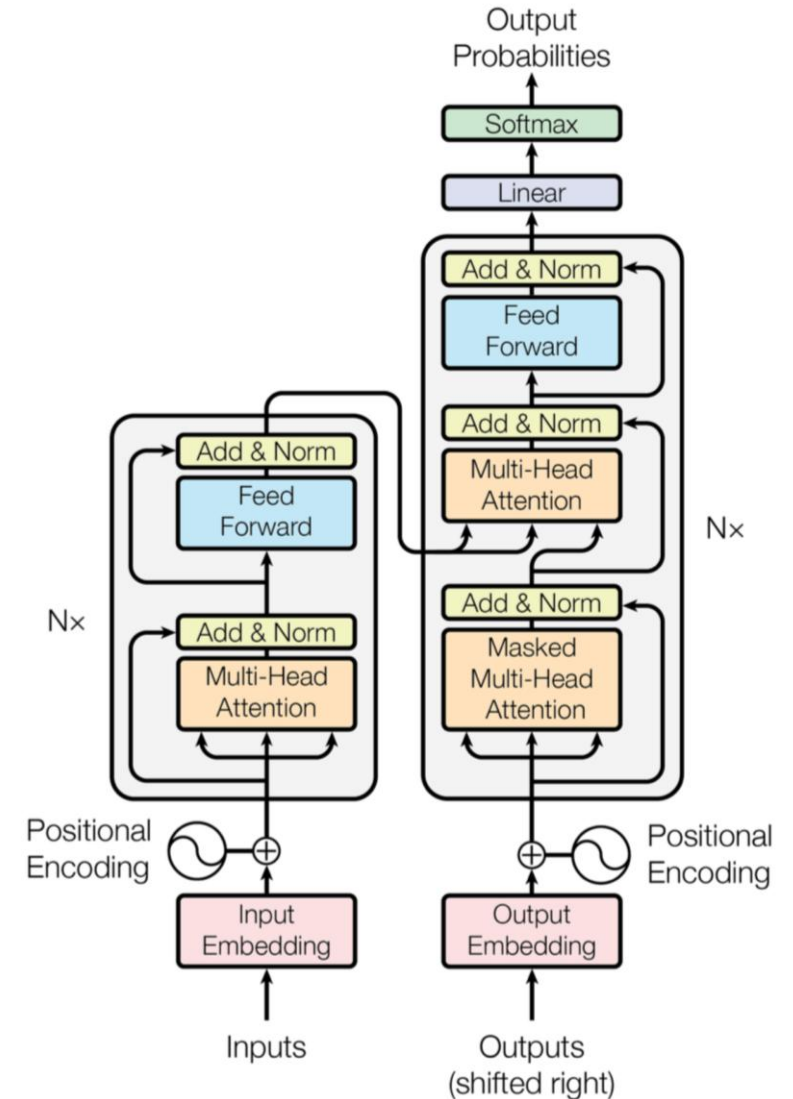 Output
Probabilities
Softmax
Linear
Add & Norm
Feed
Forward
Add & Norm
Multi-Head
Attention
Add & Norm
Masked
Multi-Head
Attention
N×
Add & Norm
Feed
Forward
Add & Norm
Multi-Head
Attention
N×
Positional
Encoding
Positional
Encoding
Input
Embedding
Output
Embedding
Inputs
Outputs
(shifted right)